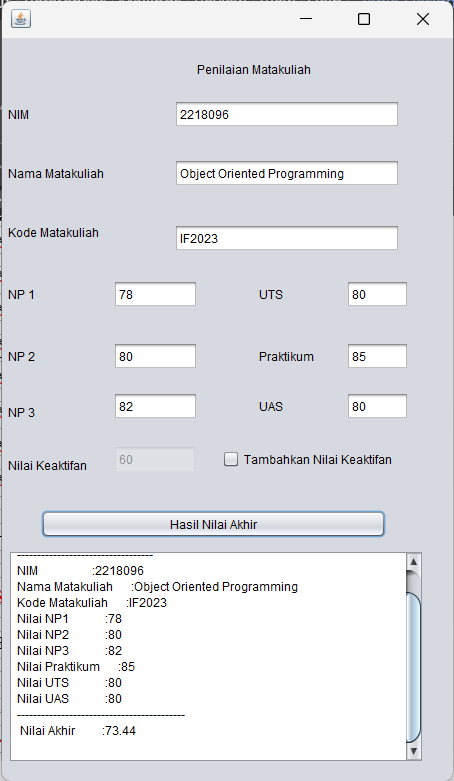 Penilaian Matakuliah
NIM 2218096
Nama Matakuliah Object Oriented Programming
Kode Matakuliah IF2023
NP 1 78 UTS 80
NP 2 80 Praktikum 85
NP 3 82 UAS 80
Nilai Keaktifan 60 Tambahkan Nilai Keaktifan
Hasil Nilai Akhir
----------------------------------
NIM :2218096
Nama Matakuliah :Object Oriented Programming
Kode Matakuliah :IF2023
Nilai NP1 :78
Nilai NP2 :80
Nilai NP3 :82
Nilai Praktikum :85
Nilai UTS :80
Nilai UAS :80
------------------------------------------
Nilai Akhir :73.44